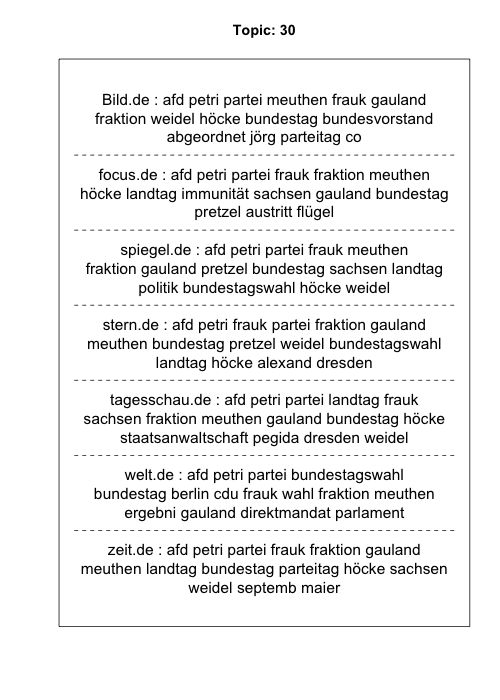 Topic: 30
Bild.de : afd petri partei meuthen frauk gauland
fraktion weidel höcke bundestag bundesvorstand
abgeordnet jörg parteitag co
focus.de : afd petri partei frauk fraktion meuthen
höcke landtag immunität sachsen gauland bundestag
pretzel austritt flügel
spiegel.de : afd petri partei frauk meuthen
fraktion gauland pretzel bundestag sachsen landtag
politik bundestagswahl höcke weidel
stern.de : afd petri frauk partei fraktion gauland
meuthen bundestag pretzel weidel bundestagswahl
landtag höcke alexand dresden
tagesschau.de : afd petri partei landtag frauk
sachsen fraktion meuthen gauland bundestag höcke
staatsanwaltschaft pegida dresden weidel
welt.de : afd petri partei bundestagswahl
bundestag berlin cdu frauk wahl fraktion meuthen
ergebni gauland direktmandat parlament
zeit.de : afd petri partei frauk fraktion gauland
meuthen landtag bundestag parteitag höcke sachsen
weidel septemb maier